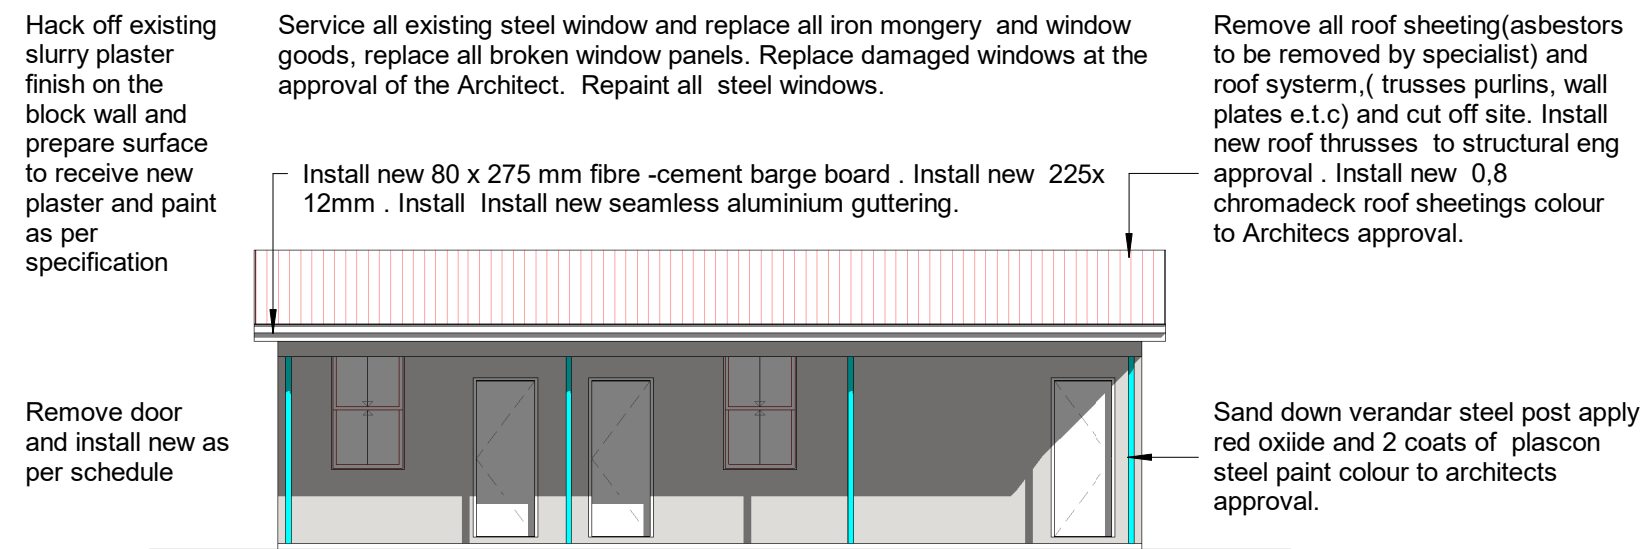 Hack off existing
slurry plaster
finish on the
block wall and
prepare surface
to receive new
plaster and paint
as per
specification
Service all existing steel window and replace all iron mongery and window
goods, replace all broken window panels. Replace damaged windows at the
approval of the Architect. Repaint all steel windows.
Remove all roof sheeting(asbestors
to be removed by specialist) and
roof systerm,( trusses purlins, wall
plates e.t.c) and cut off site. Install
new roof thrusses to structural eng
approval . Install new 0,8
chromadeck roof sheetings colour
to Architecs approval.
Install new 80 x 275 mm fibre -cement barge board . Install new 225x
12mm . Install Install new seamless aluminium guttering.
Remove door
and install new as
per schedule
Sand down verandar steel post apply
red oxiide and 2 coats of plascon
steel paint colour to architects
approval.